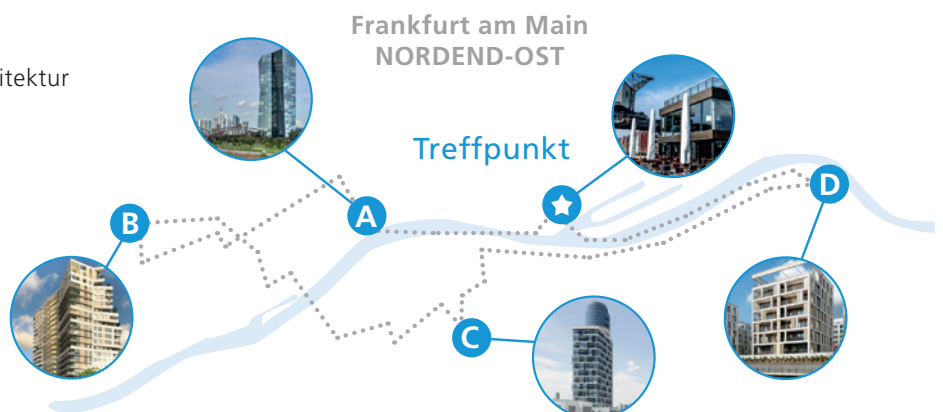 Frankfurt am Main
NORDEND-OST
itektur
Treffpunkt
A
B
C
D